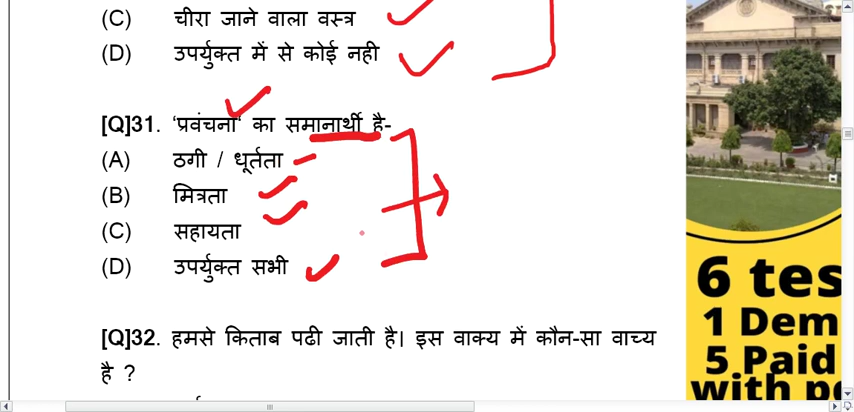 (C) चीरा जाने वाला वस्त्र
(D) उपर्युक्त में से कोई नही
[Q]31. ‘प्रवंचना‘ का समानार्थी है-
(A) ठगी / धूर्तता
(B) मित्रता
(C) सहायता
(D) उपर्युक्त सभी
[Q]32. हमसे किताब पढी जाती है। इस वाक्य में कौन-सा वाच्य
है ?
6 tes
1 Dem
5 Paid
with p